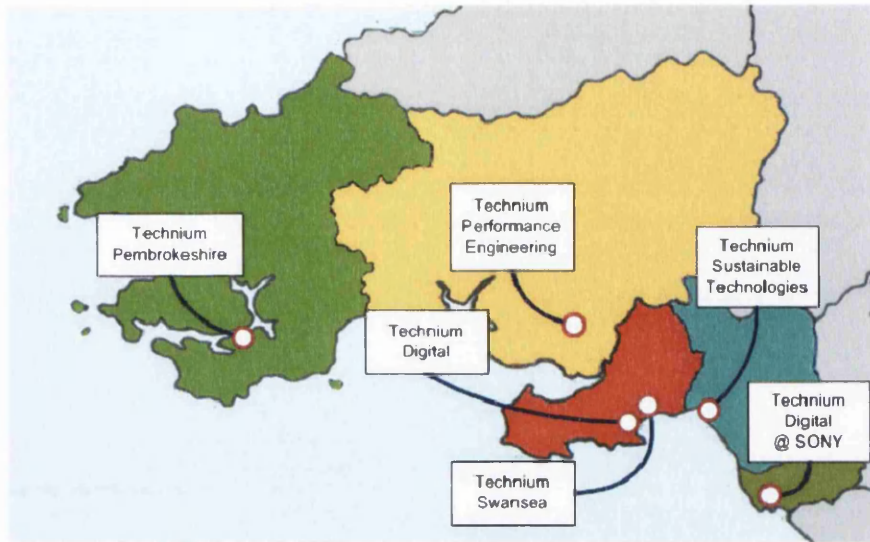 Technium
Pembrokeshire
Technium
Performance
Engineering
Technium
Sustainable
Technologies
Technium
Digital
Technium
Digital
@ SONY
Technium
Swansea